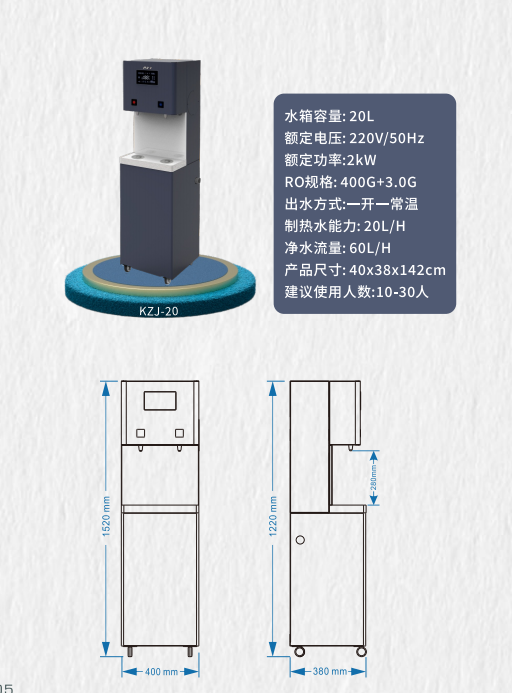 水箱容量: 20L
额定电压: 220V/50Hz
额定功率:2kW
RO规格: 400G+3.0G
出水方式:一开一常温
制热水能力: 20L/H
净水流量: 60L/H
产品尺寸: 40x38x142cm
建议使用人数:10-30人
KZJ-20
1520 mm
1220 mm
280mm
400 mm
380 mm
05